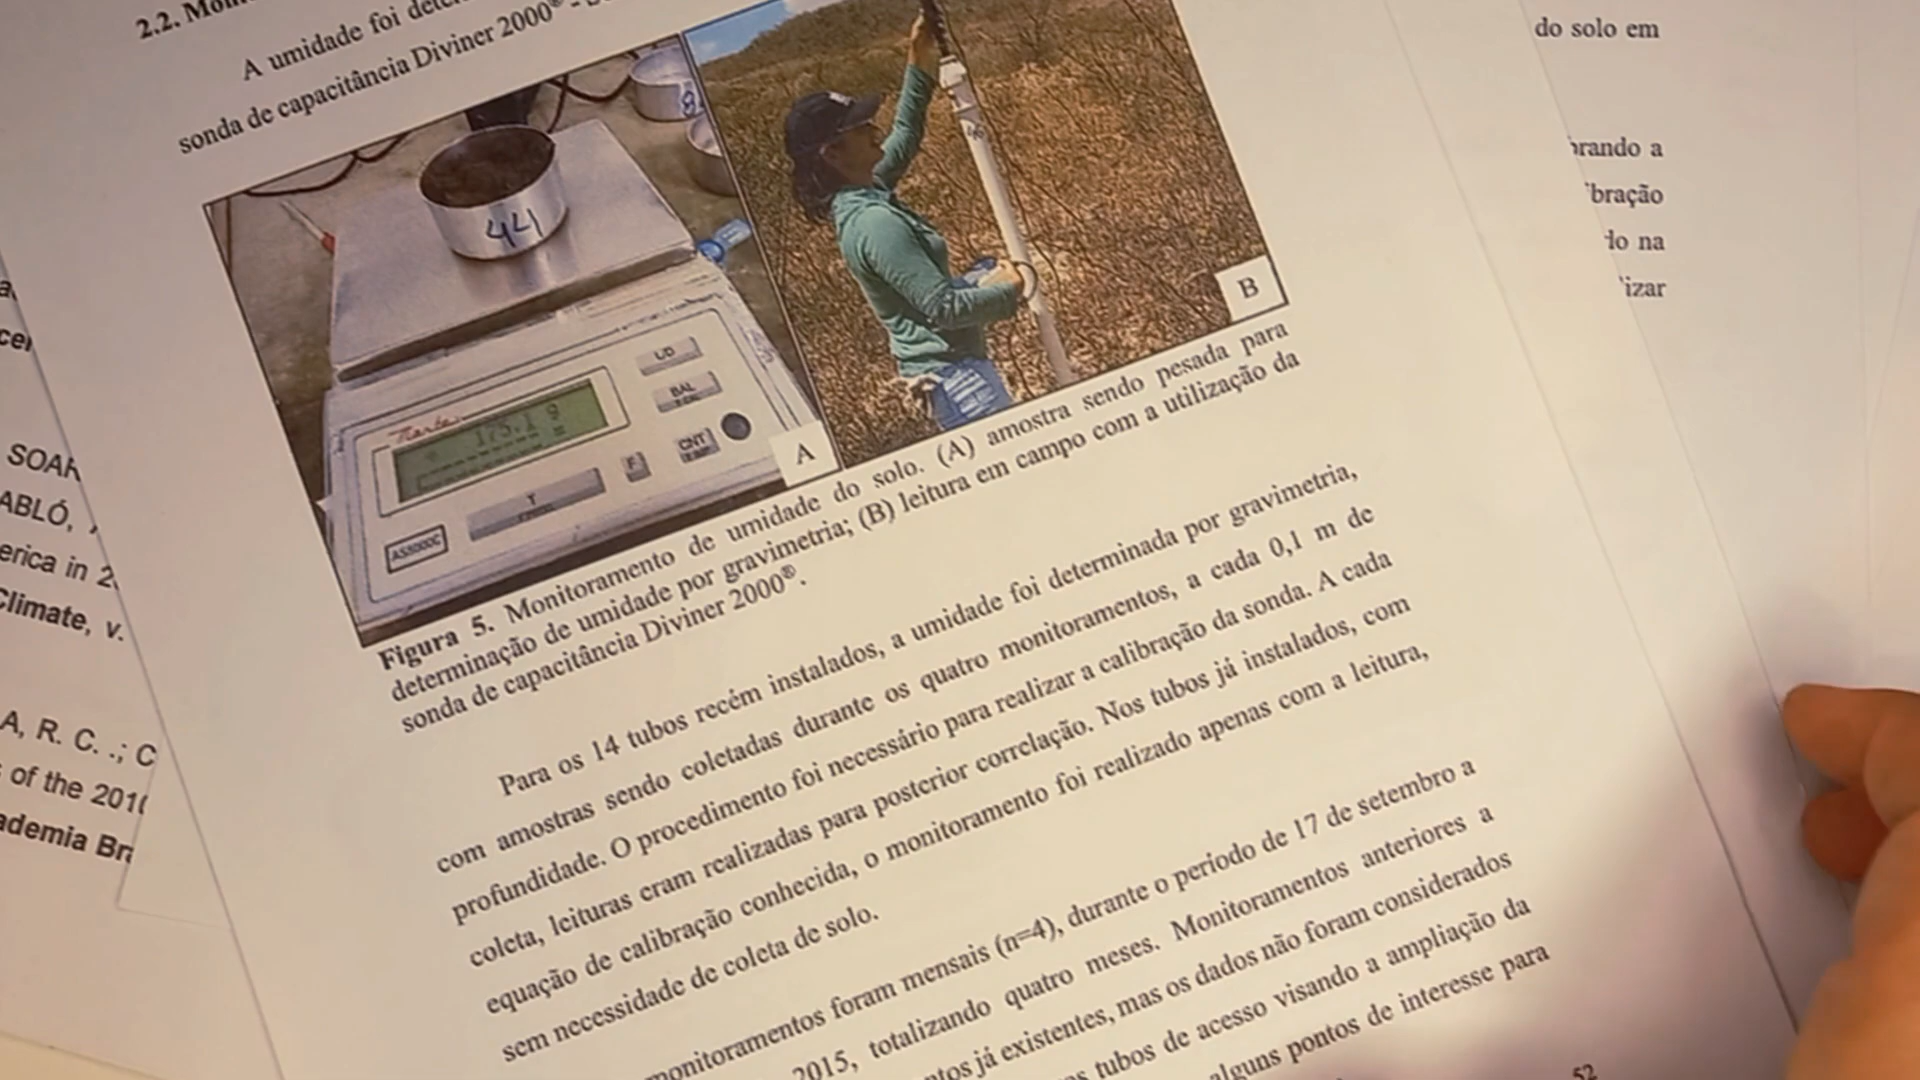 2.2.
A umidade foi
sonda de capacitância Diviner 2000®
8
44
46
Marte
175.1 g
L/D
BAL
CNT
F
T
AS5000C
A
B
Figura 5. Monitoramento de umidade do solo. (A) amostra sendo pesada para
determinação de umidade por gravimetria; (B) leitura em campo com a utilização da
sonda de capacitância Diviner 2000®.
Para os 14 tubos recém instalados, a umidade foi determinada por gravimetria,
com amostras sendo coletadas durante os quatro monitoramentos, a cada 0,1 m de
profundidade. O procedimento foi necessário para realizar a calibração da sonda. A cada
coleta, leituras eram realizadas para posterior correlação. Nos tubos já instalados, com
equação de calibração conhecida, o monitoramento foi realizado apenas com a leitura,
sem necessidade de coleta de solo.
monitoramentos foram mensais (n=4), durante o período de 17 de setembro a
2015, totalizando quatro meses. Monitoramentos anteriores a
ntos já existentes, mas os dados não foram considerados
tubos de acesso visando a ampliação da
alguns pontos de interesse para
52
do solo em
brando a
bração
do na
izar
SOAR
ABLÓ,
erica in 2
Climate, v.
A, R. C. .; C
of the 2010
ademia Bra